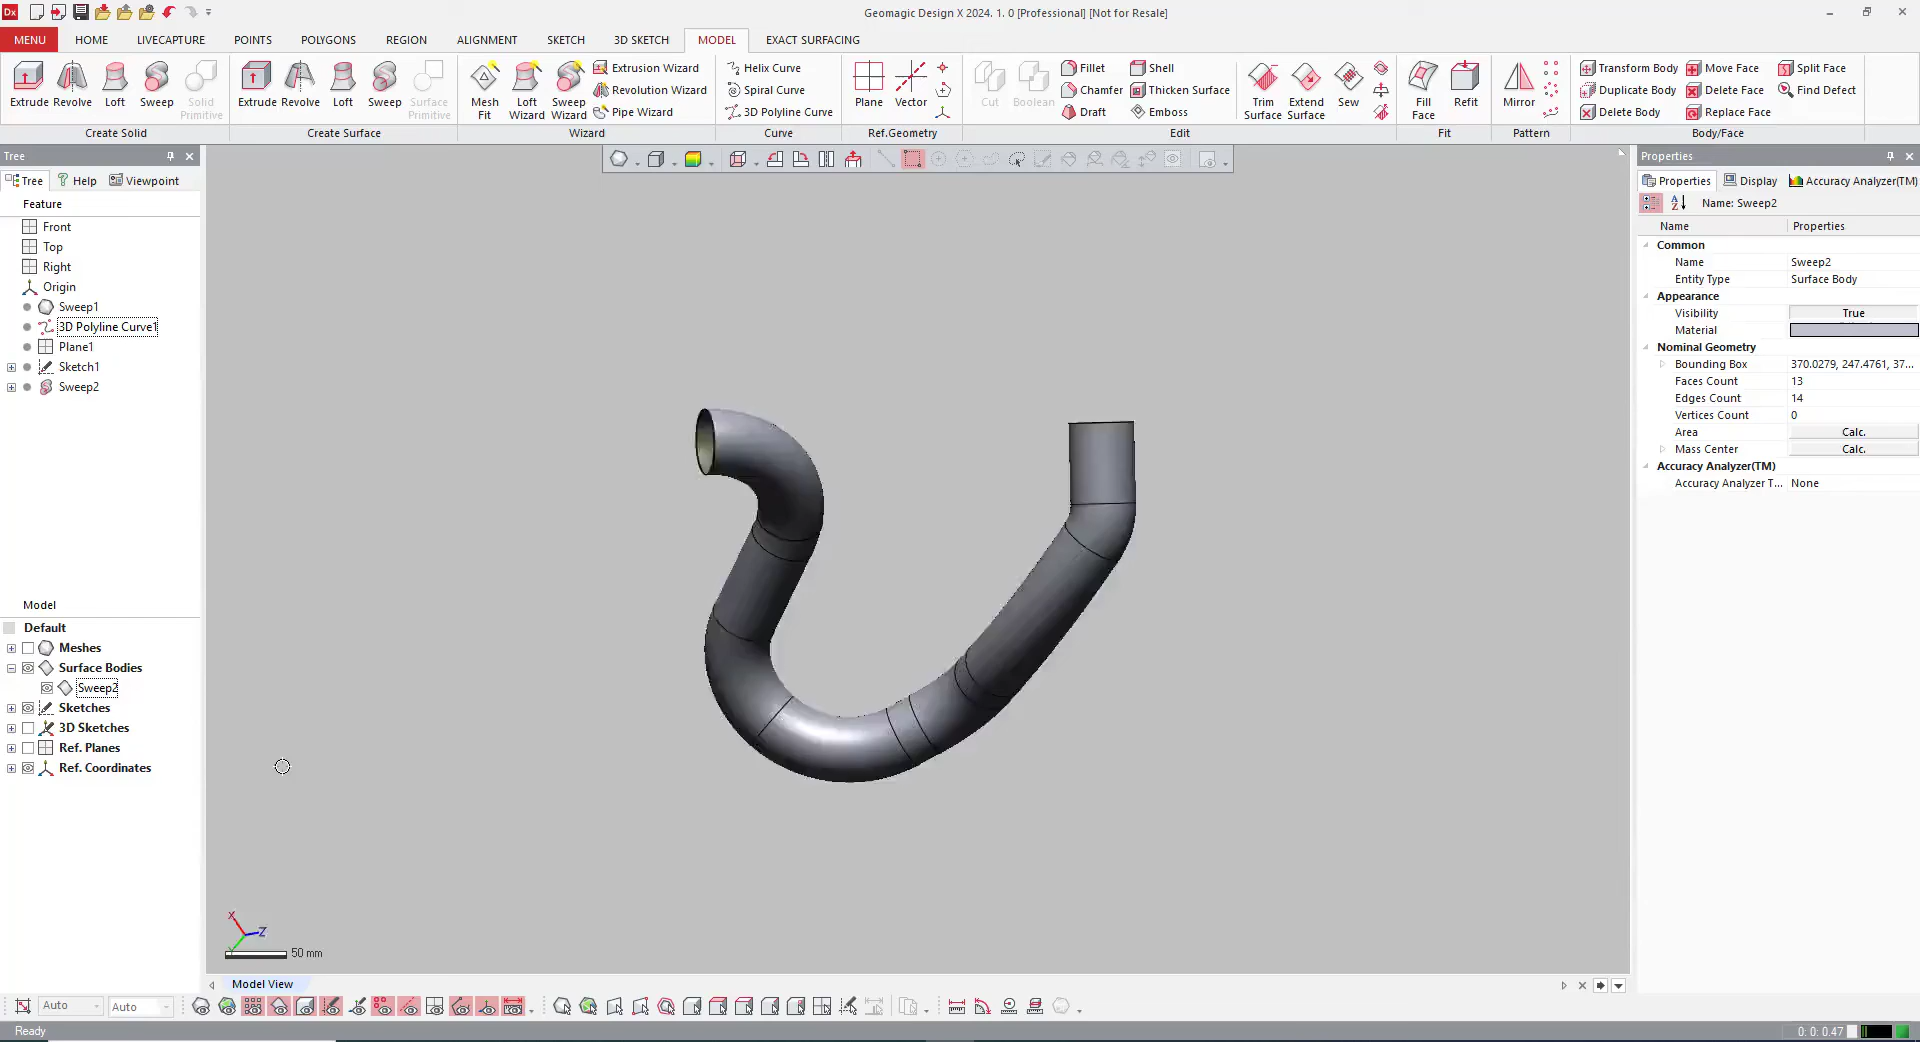 Dx
Geomagic Design X 2024. 1. 0 [Professional] [Not for Resale]
MENU HOME LIVECAPTURE POINTS POLYGONS REGION ALIGNMENT SKETCH 3D SKETCH MODEL EXACT SURFACING
Extrude Revolve Loft Sweep Solid Primitive
Create Solid
Extrude Revolve Loft Sweep Surface Primitive
Create Surface
Mesh Fit Loft Wizard Sweep Wizard
Extrusion Wizard
Revolution Wizard
Pipe Wizard
Wizard
Helix Curve
Spiral Curve
3D Polyline Curve
Curve
Plane Vector
Ref.Geometry
Cut Boolean
Fillet
Chamfer
Draft
Shell
Thicken Surface
Emboss
Trim Surface Extend Surface Sew
Edit
Fill Face Refit
Fit
Mirror
Pattern
Transform Body
Duplicate Body
Delete Body
Move Face
Delete Face
Replace Face
Split Face
Find Defect
Body/Face
Tree
Tree Help Viewpoint
Feature
Front
Top
Right
Origin
Sweep1
3D Polyline Curve1
Plane1
Sketch1
Sweep2
Model
Default
Meshes
Surface Bodies
Sweep2
Sketches
3D Sketches
Ref. Planes
Ref. Coordinates
X
Z
Y
50 mm
Model View
Properties
Properties Display Accuracy Analyzer(TM)
Name: Sweep2
Name Properties
Common
Name Sweep2
Entity Type Surface Body
Appearance
Visibility True
Material
Nominal Geometry
Bounding Box 370.0279, 247.4761, 37...
Faces Count 13
Edges Count 14
Vertices Count 0
Area Calc.
Mass Center Calc.
Accuracy Analyzer(TM)
Accuracy Analyzer T... None
Auto Auto
Ready
0: 0: 0.47